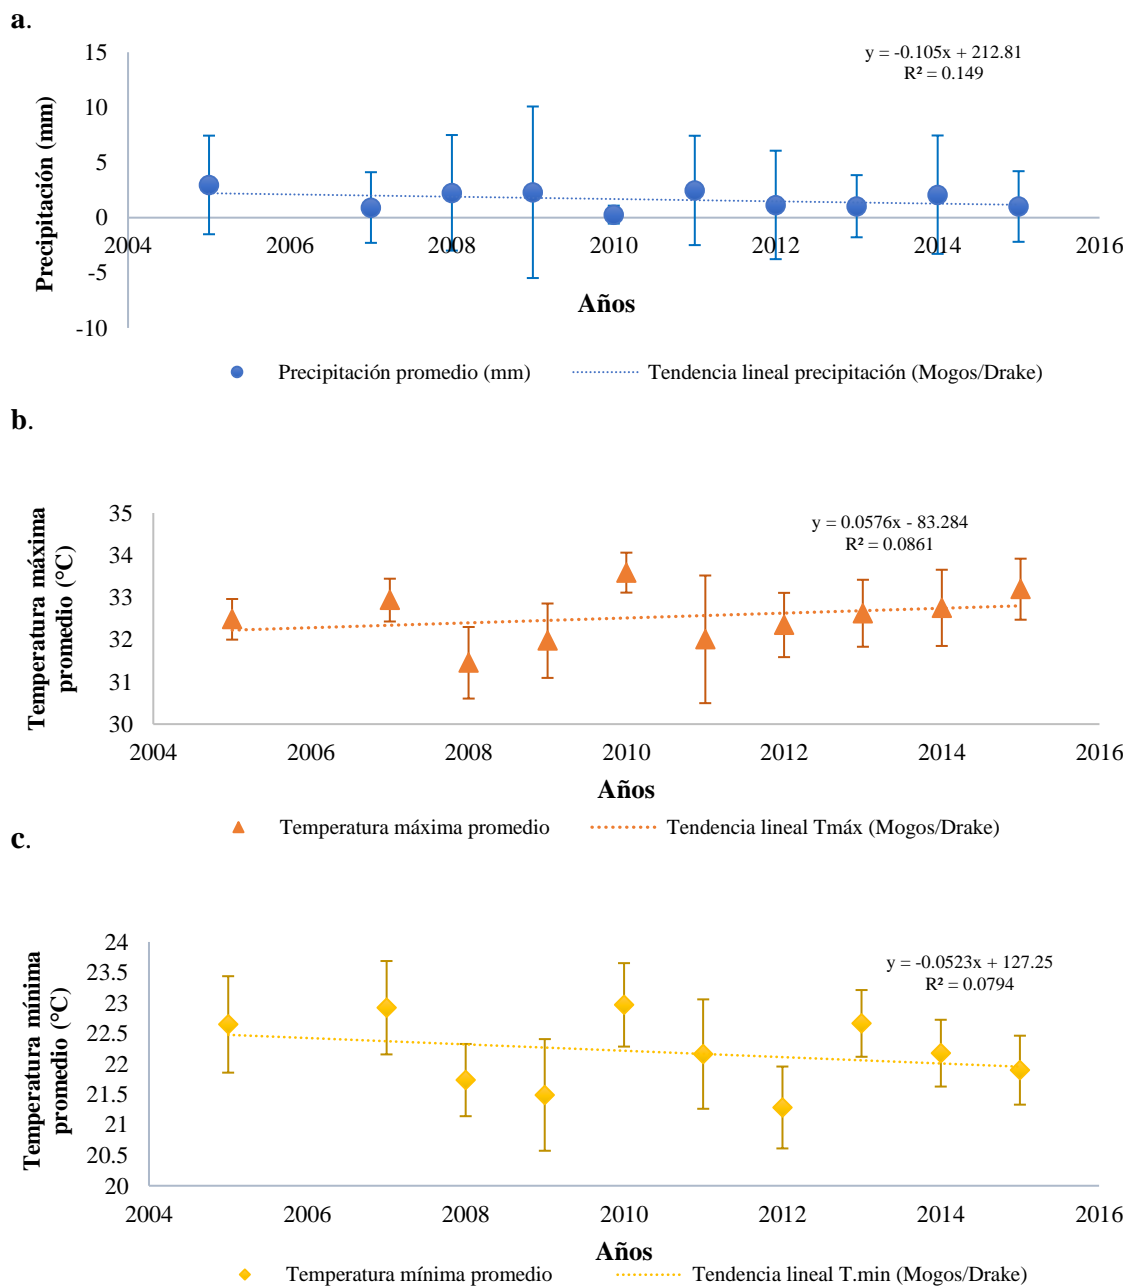 a.
y = -0.105x + 212.81
R² = 0.149
Precipitación (mm)
15
10
5
0
-5
-10
2004 2006 2008 2010 2012 2014 2016
Años
Precipitación promedio (mm) Tendencia lineal precipitación (Mogos/Drake)
b.
y = 0.0576x - 83.284
R² = 0.0861
Temperatura máxima
promedio (°C)
35
34
33
32
31
30
2004 2006 2008 2010 2012 2014 2016
Años
Temperatura máxima promedio Tendencia lineal Tmáx (Mogos/Drake)
c.
y = -0.0523x + 127.25
R² = 0.0794
Temperatura mínima
promedio (°C)
24
23.5
23
22.5
22
21.5
21
20.5
20
2004 2006 2008 2010 2012 2014 2016
Años
Temperatura mínima promedio Tendencia lineal T.min (Mogos/Drake)